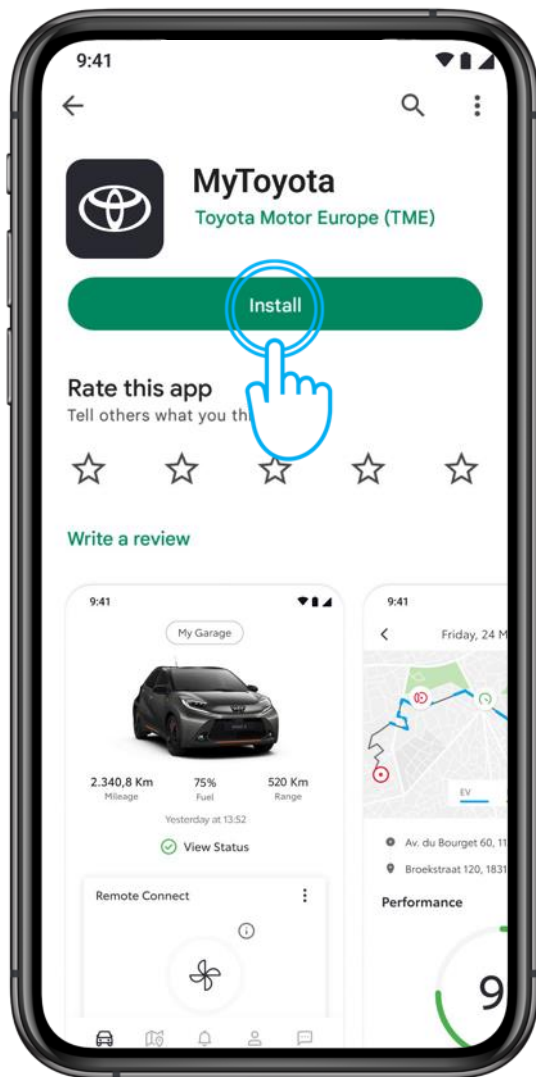 9:41
MyToyota
Toyota Motor Europe (TME)
Install
Rate this app
Tell others what you
Write a review
9:41
My Garage
2.340,8 Km 75% 520 Km
Mileage Fuel Range
Yesterday at 13:52
View Status
Remote Connect
9:41
Friday, 24
EV
Av. du Bourget 60, 11
Broekstraat 120, 1831
Performance
9